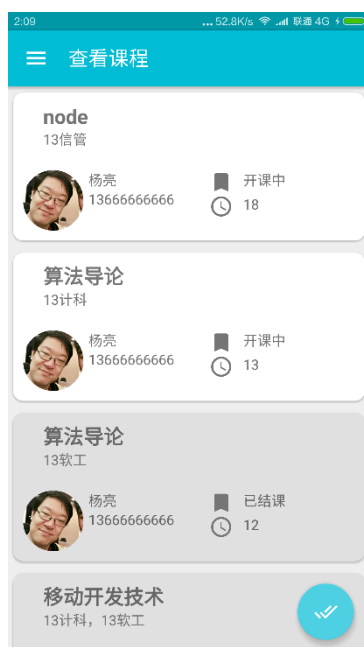 2:09 ... 52.8K/s 联通 4G
查看课程
node
13信管
杨亮 开课中
13666666666 18
算法导论
13计科
杨亮 开课中
13666666666 13
算法导论
13软工
杨亮 已结课
13666666666 12
移动开发技术
13计科，13软工